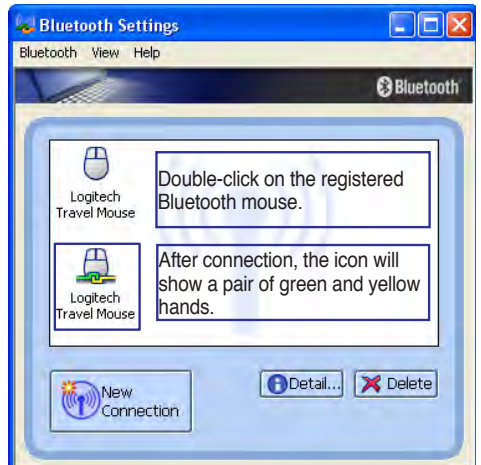 Bluetooth Settings
Bluetooth View Help
Bluetooth
Logitech
Travel Mouse
Double-click on the registered
Bluetooth mouse.
Logitech
Travel Mouse
After connection, the icon will
show a pair of green and yellow
hands.
New
Connection
Detail...
Delete